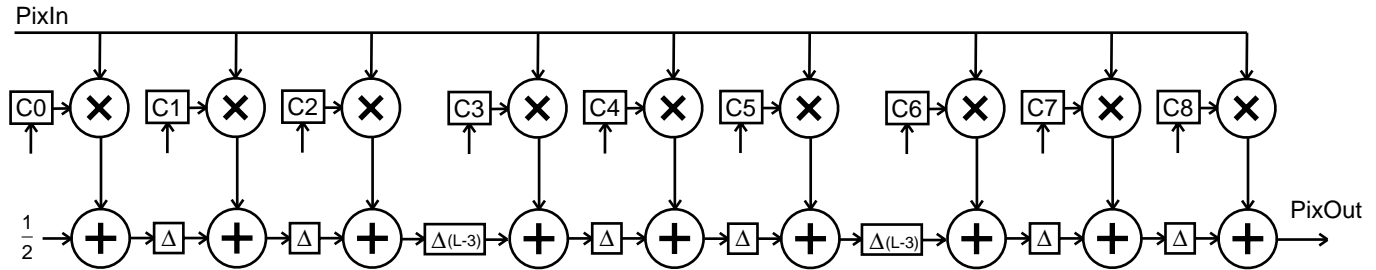 PixIn
C0 C1 C2 C3 C4 C5 C6 C7 C8
1/2 Δ Δ Δ(L-3) Δ Δ Δ(L-3) Δ Δ PixOut